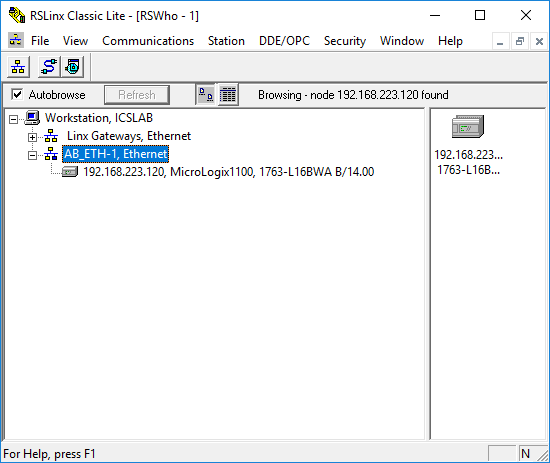 RSLinx Classic Lite - [RSWho - 1]
File View Communications Station DDE/OPC Security Window Help
Autobrowse Refresh Browsing - node 192.168.223.120 found
Workstation, ICSLAB
Linx Gateways, Ethernet
AB_ETH-1, Ethernet
192.168.223.120, MicroLogix1100, 1763-L16BWA B/14.00
192.168.223...
1763-L16B...
For Help, press F1
N